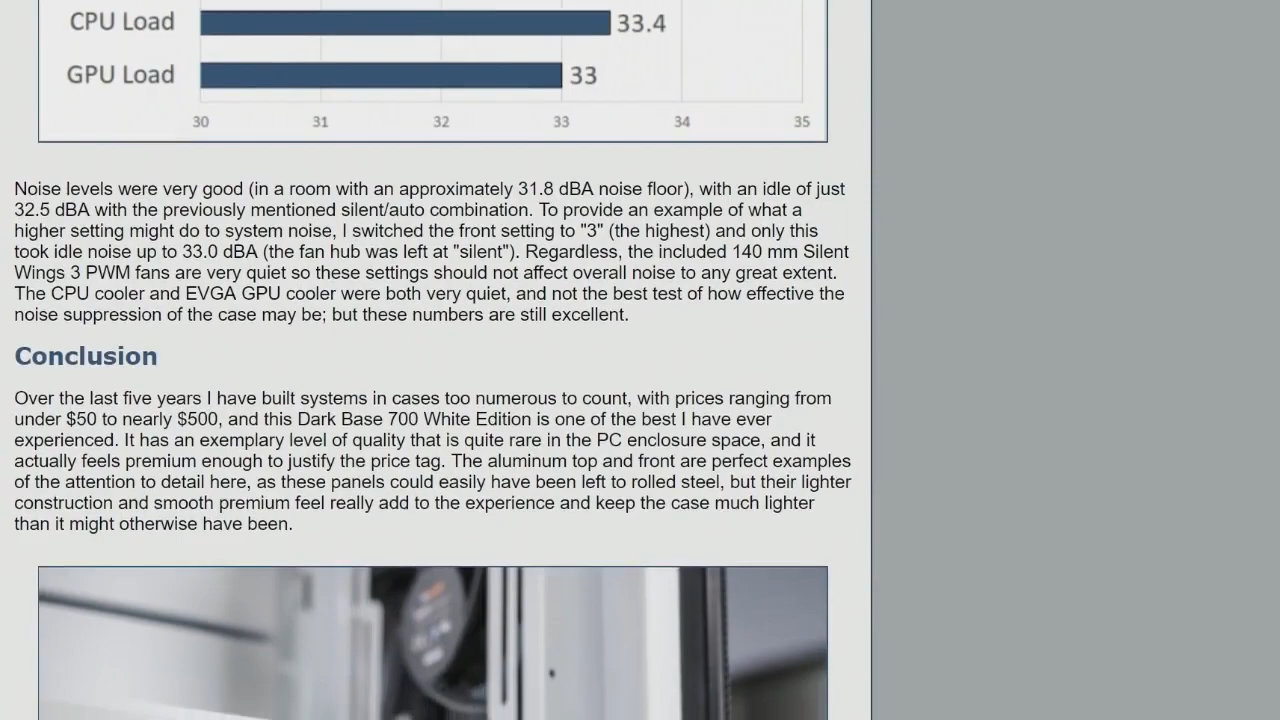 CPU Load 33.4
GPU Load 33
30 31 32 33 34 35
Noise levels were very good (in a room with an approximately 31.8 dBA noise floor), with an idle of just
32.5 dBA with the previously mentioned silent/auto combination. To provide an example of what a
higher setting might do to system noise, I switched the front setting to "3" (the highest) and only this
took idle noise up to 33.0 dBA (the fan hub was left at "silent"). Regardless, the included 140 mm Silent
Wings 3 PWM fans are very quiet so these settings should not affect overall noise to any great extent.
The CPU cooler and EVGA GPU cooler were both very quiet, and not the best test of how effective the
noise suppression of the case may be; but these numbers are still excellent.
Conclusion
Over the last five years I have built systems in cases too numerous to count, with prices ranging from
under $50 to nearly $500, and this Dark Base 700 White Edition is one of the best I have ever
experienced. It has an exemplary level of quality that is quite rare in the PC enclosure space, and it
actually feels premium enough to justify the price tag. The aluminum top and front are perfect examples
of the attention to detail here, as these panels could easily have been left to rolled steel, but their lighter
construction and smooth premium feel really add to the experience and keep the case much lighter
than it might otherwise have been.